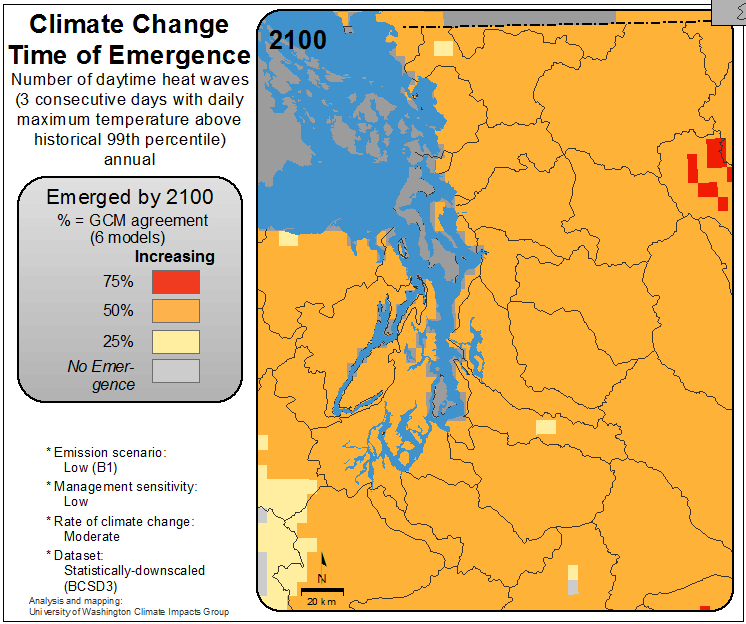 Climate Change
Time of Emergence
Number of daytime heat waves
(3 consecutive days with daily
maximum temperature above
historical 99th percentile)
annual
Emerged by 2100
% = GCM agreement
(6 models)
Increasing
75%
50%
25%
No Emer-
gence
* Emission scenario:
Low (B1)
* Management sensitivity:
Low
* Rate of climate change:
Moderate
* Dataset:
Statistically-downscaled
(BCSD3)
Analysis and mapping:
University of Washington Climate Impacts Group
2100
N
20 km